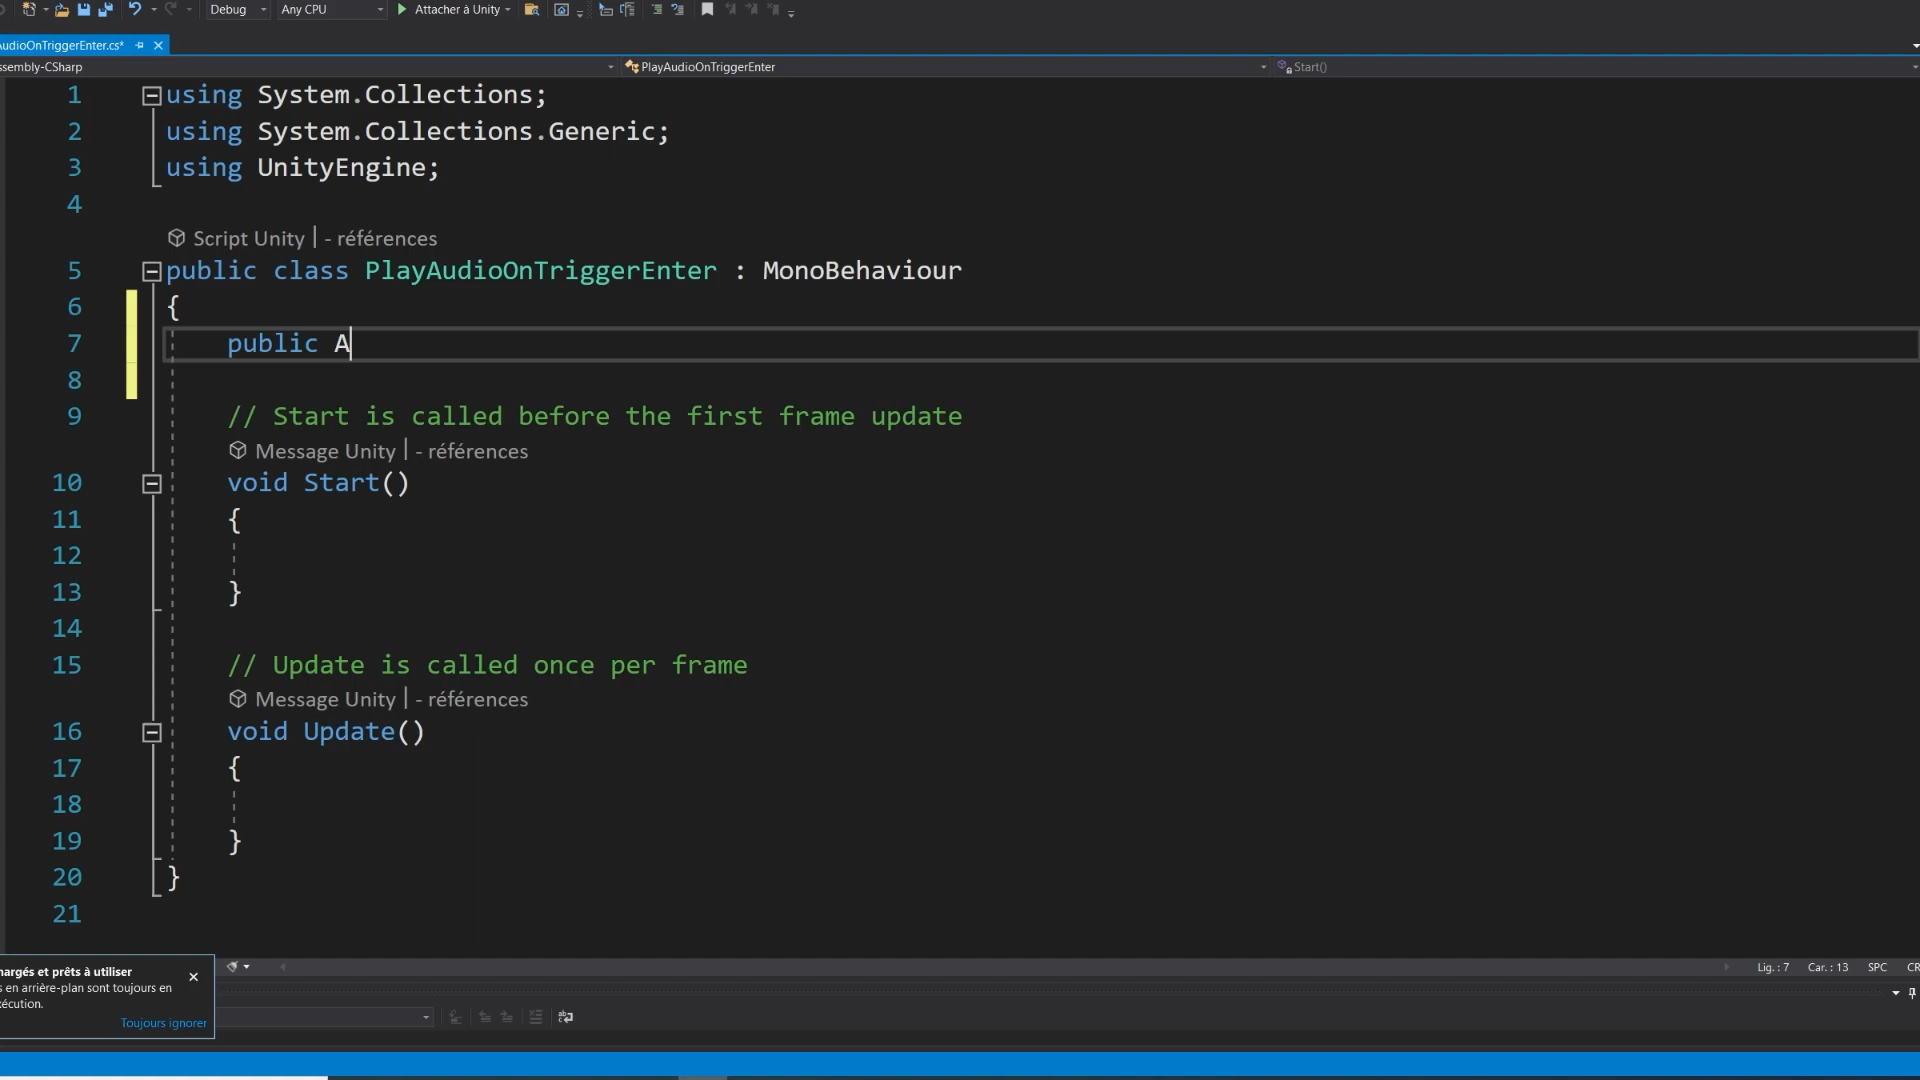 Debug Any CPU Attacher à Unity
AudioOnTriggerEnter.cs*
ssembly-CSharp PlayAudioOnTriggerEnter Start()
1 using System.Collections;
2 using System.Collections.Generic;
3 using UnityEngine;
4
Script Unity | - références
5 public class PlayAudioOnTriggerEnter : MonoBehaviour
6 {
7 public A
8
9 // Start is called before the first frame update
Message Unity | - références
10 void Start()
11 {
12
13 }
14
15 // Update is called once per frame
Message Unity | - références
16 void Update()
17 {
18
19 }
20 }
21
hargés et prêts à utiliser
s en arrière-plan sont toujours en
xécution.
Toujours ignorer
Lig. : 7 Car. : 13 SPC CR